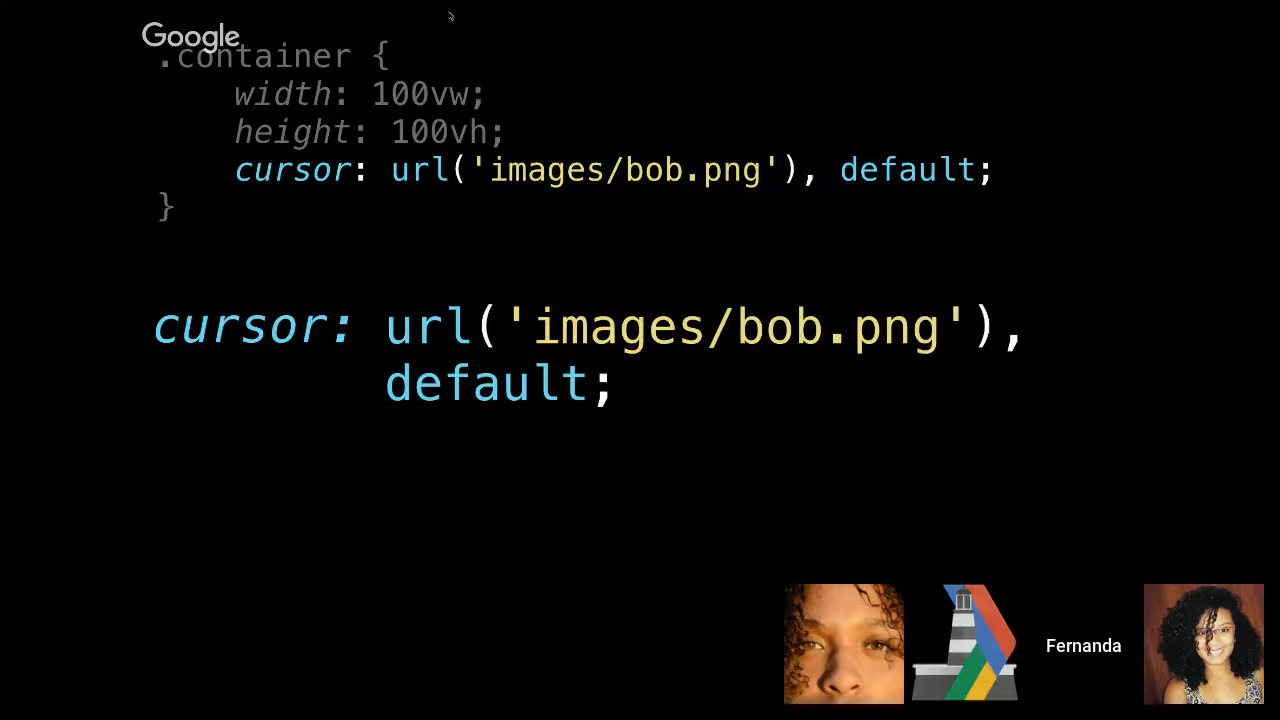 Google
.container {
width: 100vw;
height: 100vh;
cursor: url('images/bob.png'), default;
}
cursor: url('images/bob.png'),
default;
Fernanda